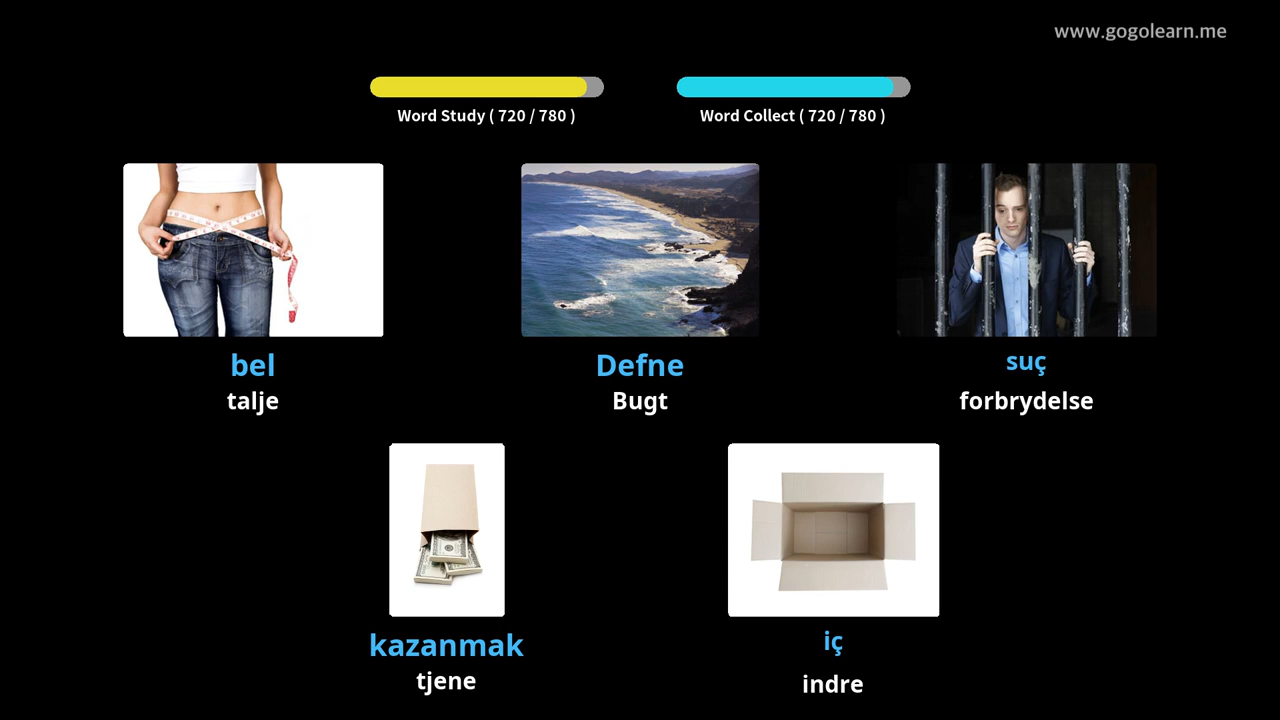 www.gogolearn.me
Word Study ( 720 / 780 )
Word Collect ( 720 / 780 )
bel
talje
Defne
Bugt
suç
forbrydelse
kazanmak
tjene
iç
indre